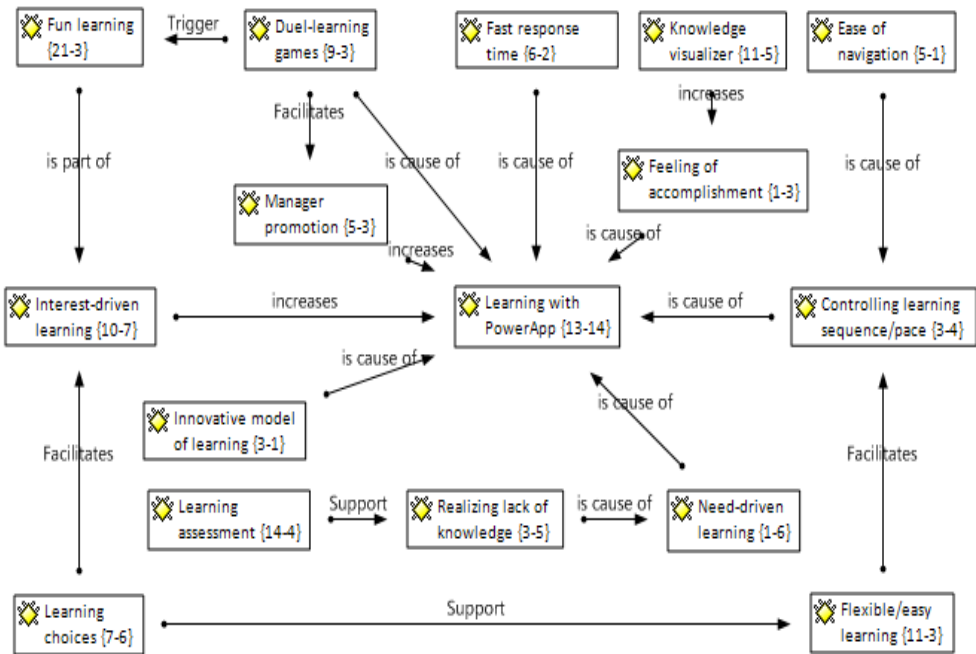 Fun learning
{21-3}
Trigger
Duel-learning
games {9-3}
Fast response
time {6-2}
Knowledge
visualizer {11-5}
Ease of
navigation {5-1}
increases
Facilitates
is part of
is cause of
is cause of
Feeling of
accomplishment {1-3}
is cause of
Manager
promotion {5-3}
is cause of
increases
Interest-driven
learning {10-7}
increases
Learning with
PowerApp {13-14}
is cause of
Controlling learning
sequence/pace {3-4}
is cause of
Innovative model
of learning {3-1}
is cause of
Facilitates
Facilitates
Learning
assessment {14-4}
Support
Realizing lack of
knowledge {3-5}
is cause of
Need-driven
learning {1-6}
Learning
choices {7-6}
Support
Flexible/easy
learning {11-3}